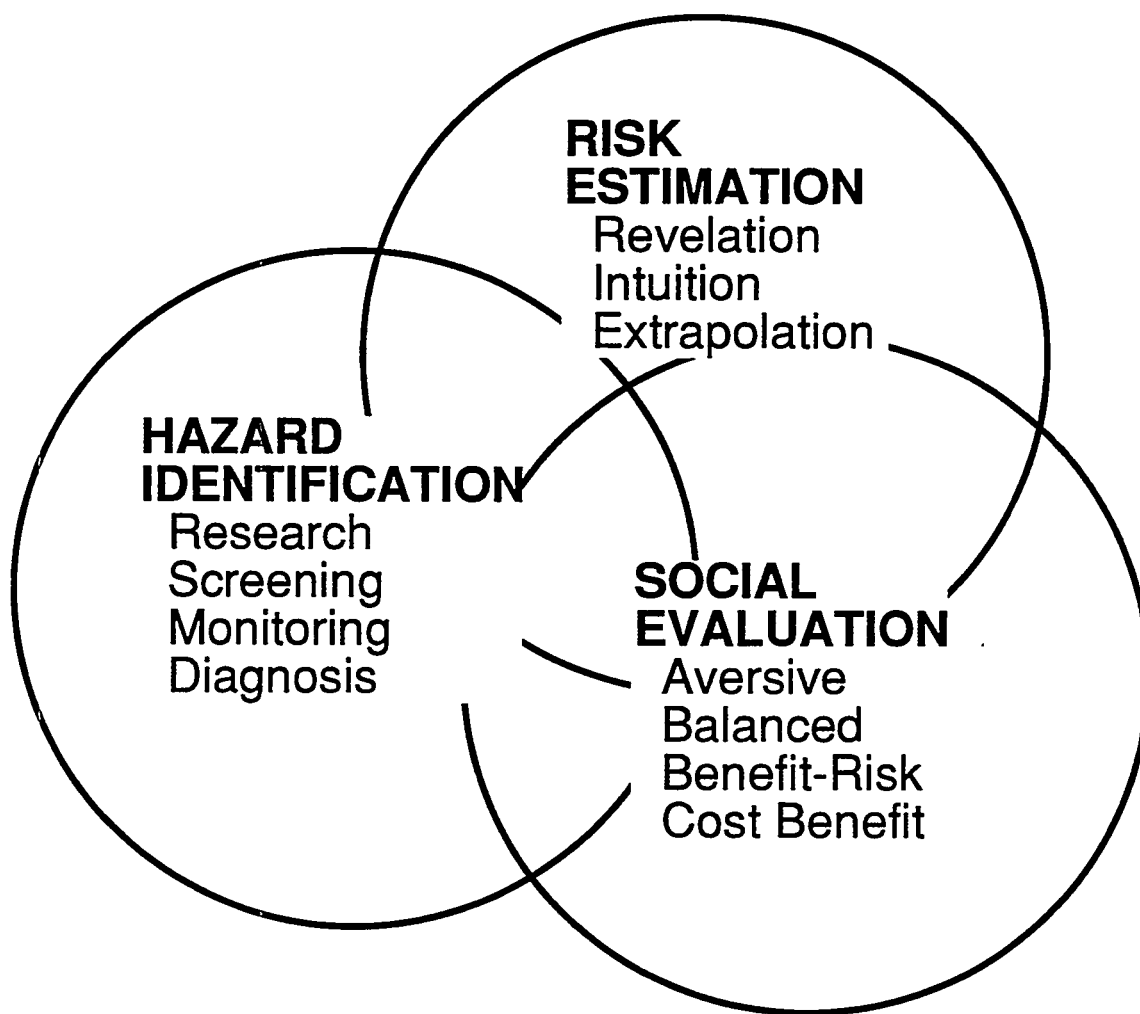 RISK
ESTIMATION
Revelation
Intuition
Extrapolation
HAZARD
IDENTIFICATION
Research
Screening
Monitoring
Diagnosis
SOCIAL
EVALUATION
Aversive
Balanced
Benefit-Risk
Cost Benefit